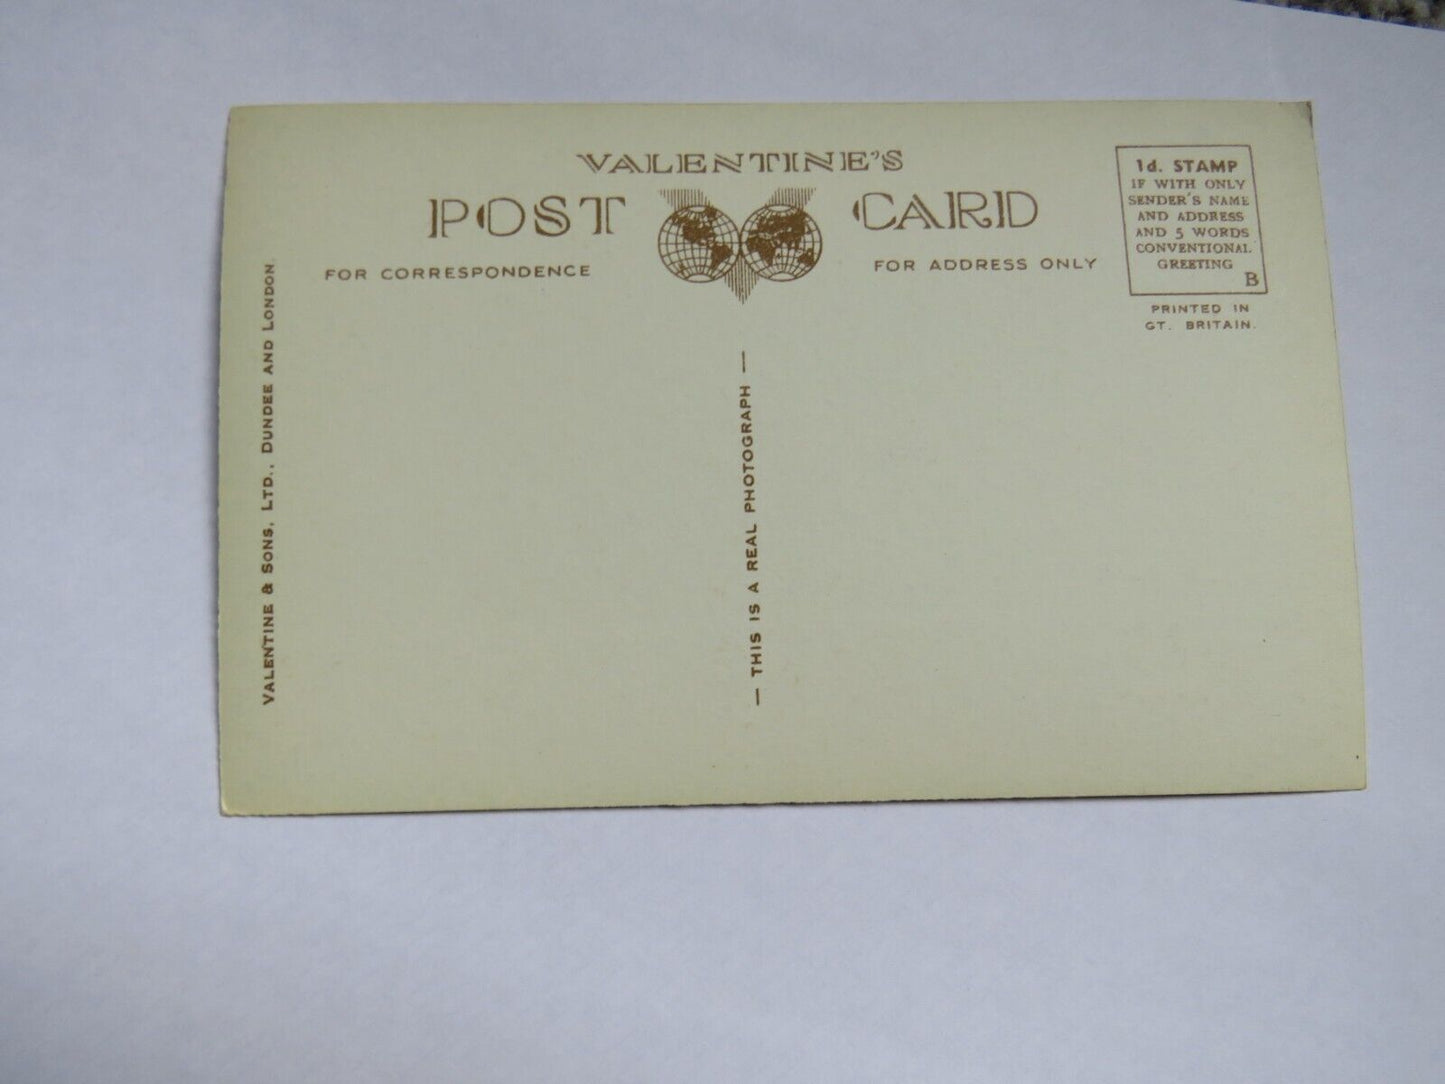 VALENTINE'S
POST CARD
FOR CORRESPONDENCE
FOR ADDRESS ONLY
1d. STAMP
IF WITH ONLY
SENDER'S NAME
AND ADDRESS
AND 5 WORDS
CONVENTIONAL
GREETING
B
PRINTED IN
GT. BRITAIN.
VALENTINE & SONS, LTD., DUNDEE AND LONDON.
— THIS IS A REAL PHOTOGRAPH —